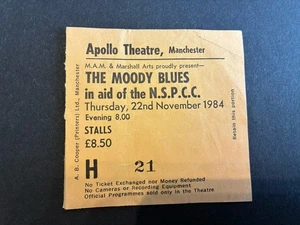 Apollo Theatre, Manchester
M.A.M. & Marshall Arts proudly present—
THE MOODY BLUES
in aid of the N.S.P.C.C.
Thursday, 22nd November 1984
Evening 8.00
STALLS
£8.50
H 21
No Ticket Exchanged nor Money Refunded
No Cameras or Recording Equipment
Official Programmes sold only in the Theatre
A. B. Cooper (Printers) Ltd., Manchester
Retain this portion